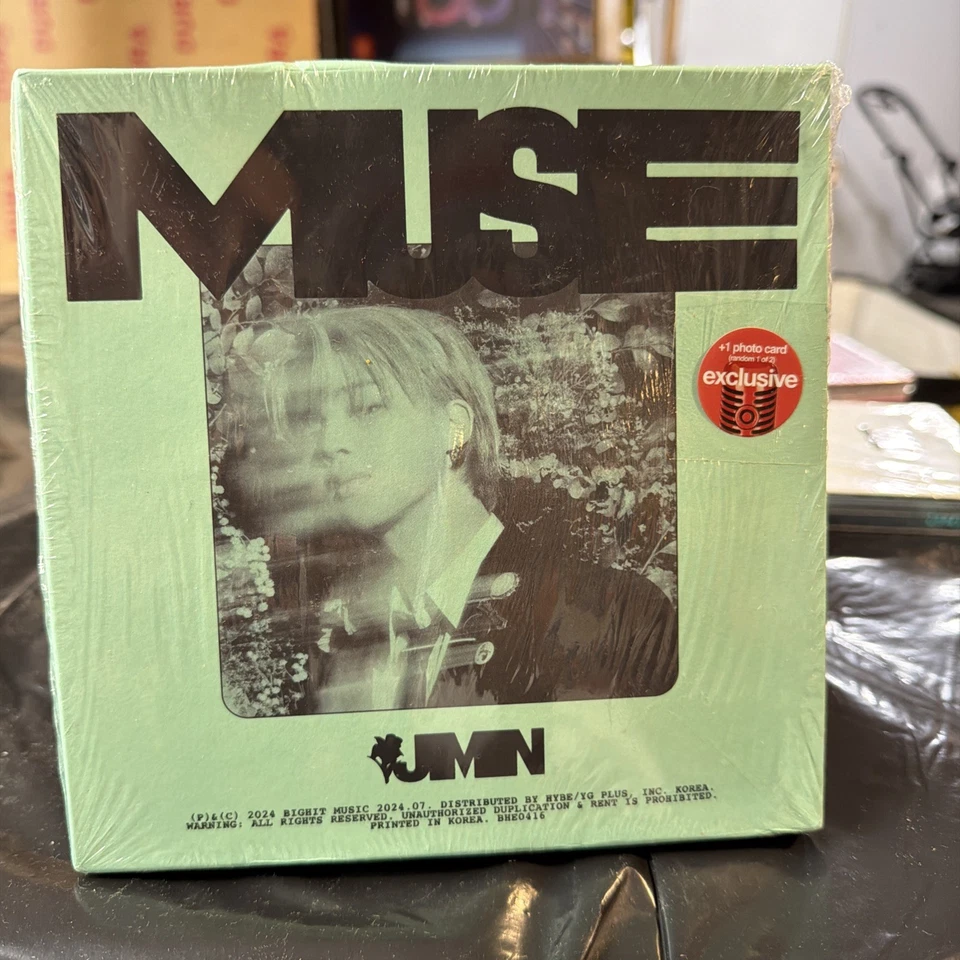 MUSE
+1 photo card
(random 1 of 2)
exclusive
JMN
(P)&(C) 2024 BIGHIT MUSIC 2024.07. DISTRIBUTED BY HYBE/YG PLUS, INC. KOREA.
WARNING: ALL RIGHTS RESERVED. UNAUTHORIZED DUPLICATION & RENT IS PROHIBITED.
PRINTED IN KOREA. BHE0416